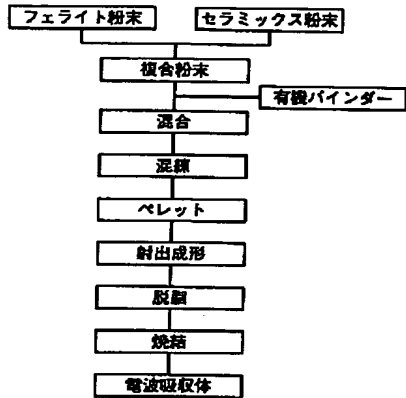 フェライト粉末
セラミックス粉末
複合粉末
有機バインダー
混合
混練
ペレット
射出成形
脱脂
焼結
電波吸収体